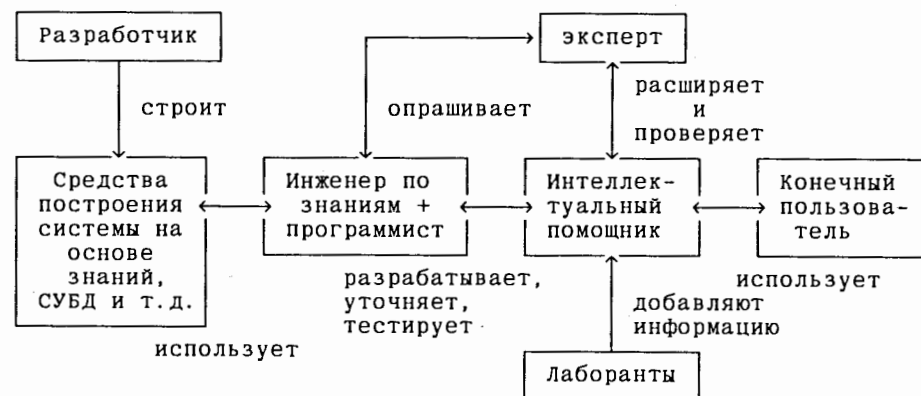 Разработчик
эксперт
строит
опрашивает
расширяет
и
проверяет
Средства
построения
системы на
основе
знаний,
СУБД и т.д.
Инженер по
знаниям +
программист
Интеллек-
туальный
помощник
Конечный
пользова-
тель
использует
разрабатывает,
уточняет,
тестирует
добавляют
информацию
использует
Лаборанты